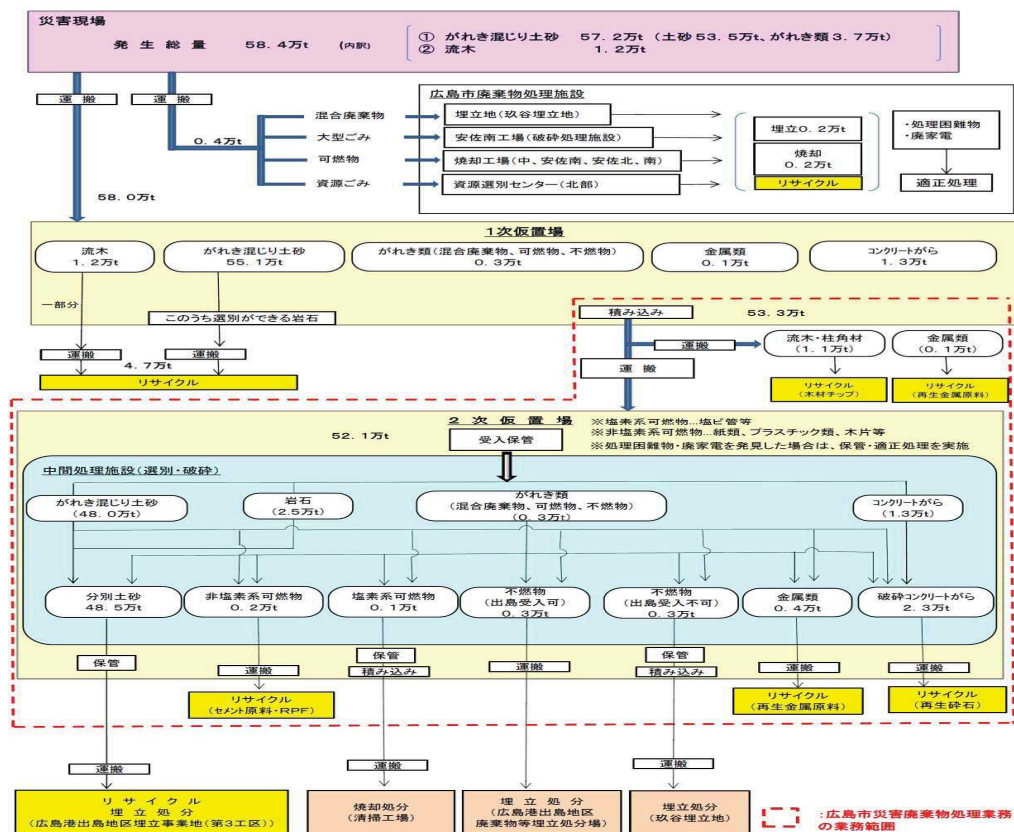 災害現場
発生総量 58.4万t (内訳) ① がれき混じり土砂 57.2万t (土砂53.5万t、がれき類3.7万t)
② 流木 1.2万t
運搬 運搬
広島市廃棄物処理施設
混合廃棄物 埋立地(玖谷埋立地) 埋立0.2万t
大型ごみ 安佐南工場(破砕処理施設)
0.4万t
可燃物 焼却工場(中、安佐南、安佐北、南) 焼却
0.2万t
資源ごみ 資源選別センター(北部) リサイクル
・処理困難物
・廃家電
適正処理
58.0万t
1次仮置場
流木
1.2万t
がれき混じり土砂
55.1万t
がれき類(混合廃棄物、可燃物、不燃物)
0.3万t
金属類
0.1万t
コンクリートがら
1.3万t
一部分
このうち選別ができる岩石
運搬 運搬
4.7万t
リサイクル
積み込み 53.3万t
運搬
運搬
流木・柱角材
(1.1万t)
金属類
(0.1万t)
リサイクル
(木材チップ)
リサイクル
(再生金属原料)
2次仮置場
52.1万t
受入保管
※塩素系可燃物…塩ビ管等
※非塩素系可燃物…紙類、プラスチック類、木片等
※処理困難物・廃家電を発見した場合は、保管・適正処理を実施
中間処理施設(選別・破砕)
がれき混じり土砂
(48.0万t)
岩石
(2.5万t)
がれき類
(混合廃棄物、可燃物、不燃物)
(0.3万t)
コンクリートがら
(1.3万t)
分別土砂
48.5万t
非塩素系可燃物
0.2万t
塩素系可燃物
0.1万t
不燃物
(出島受入可)
0.3万t
不燃物
(出島受入不可)
0.3万t
金属類
0.4万t
破砕コンクリートがら
2.3万t
保管
運搬
保管
積み込み
運搬
保管
積み込み
運搬
運搬
リサイクル
(セメント原料・RPF)
リサイクル
(再生金属原料)
リサイクル
(再生砕石)
運搬 運搬 運搬 運搬
リサイクル
埋立処分
(広島港出島地区埋立事業地(第3工区))
焼却処分
(清掃工場)
埋立処分
(広島港出島地区
廃棄物等埋立処分場)
埋立処分
(玖谷埋立地)
:広島市災害廃棄物処理業務
の業務範囲